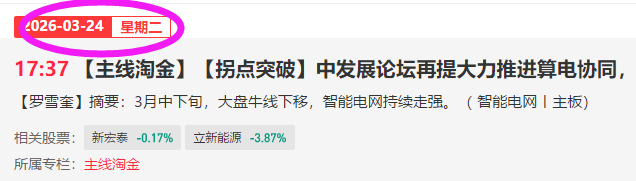 2026-03-24 星期二
17:37 【主线淘金】【拐点突破】中发展论坛再提大力推进算电协同，
【罗雪奎】摘要：3月中下旬，大盘牛线下移，智能电网持续走强。（智能电网丨主板）
相关股票： 新宏泰 -0.17% 立新能源 -3.87%
所属专栏：主线淘金